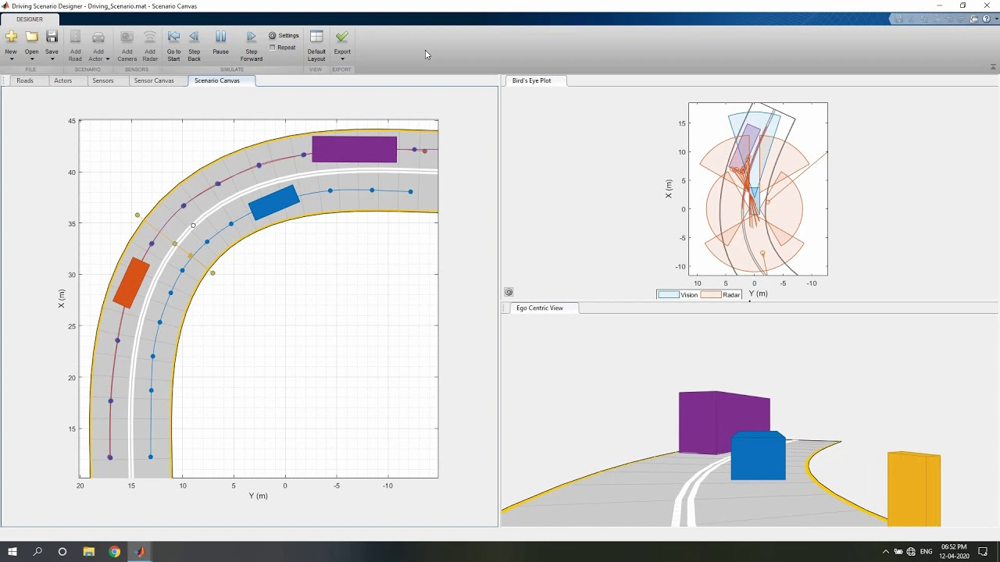 Driving Scenario Designer - Driving_Scenario.mat - Scenario Canvas
DESIGNER
New Open Save Add Road Add Actor Add Camera Add Radar Go to Start Step Back Pause Step Forward Settings Repeat Default Layout Export
FILE SCENARIO SENSORS SIMULATE VIEW EXPORT
Roads Actors Sensors Sensor Canvas Scenario Canvas
45
40
35
30
25
20
15
X (m)
20 15 10 5 0 -5 -10
Y (m)
Bird's Eye Plot
15
10
5
0
-5
-10
X (m)
10 5 0 -5 -10
Vision Radar Y (m)
Ego Centric View
ENG
06:52 PM
12-04-2020